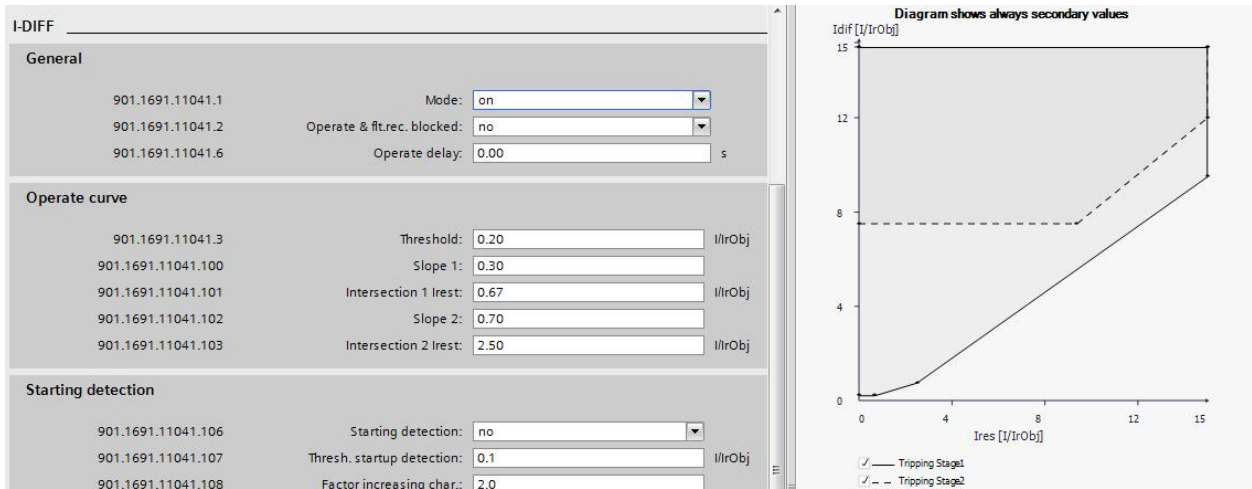 I-DIFF
General
901.1691.11041.1 Mode: on
901.1691.11041.2 Operate & flt.rec. blocked: no
901.1691.11041.6 Operate delay: 0.00 s
Operate curve
901.1691.11041.3 Threshold: 0.20 I/IrObj
901.1691.11041.100 Slope 1: 0.30
901.1691.11041.101 Intersection 1 Irest: 0.67 I/IrObj
901.1691.11041.102 Slope 2: 0.70
901.1691.11041.103 Intersection 2 Irest: 2.50 I/IrObj
Starting detection
901.1691.11041.106 Starting detection: no
901.1691.11041.107 Thresh. startup detection: 0.1 I/IrObj
901.1691.11041.108 Factor increasing char.: 2.0
Diagram shows always secondary values
Idif [I/IrObj]
15
12
8
4
0
0 4 8 12 15
Ires [I/IrObj]
Tripping Stage1
Tripping Stage2